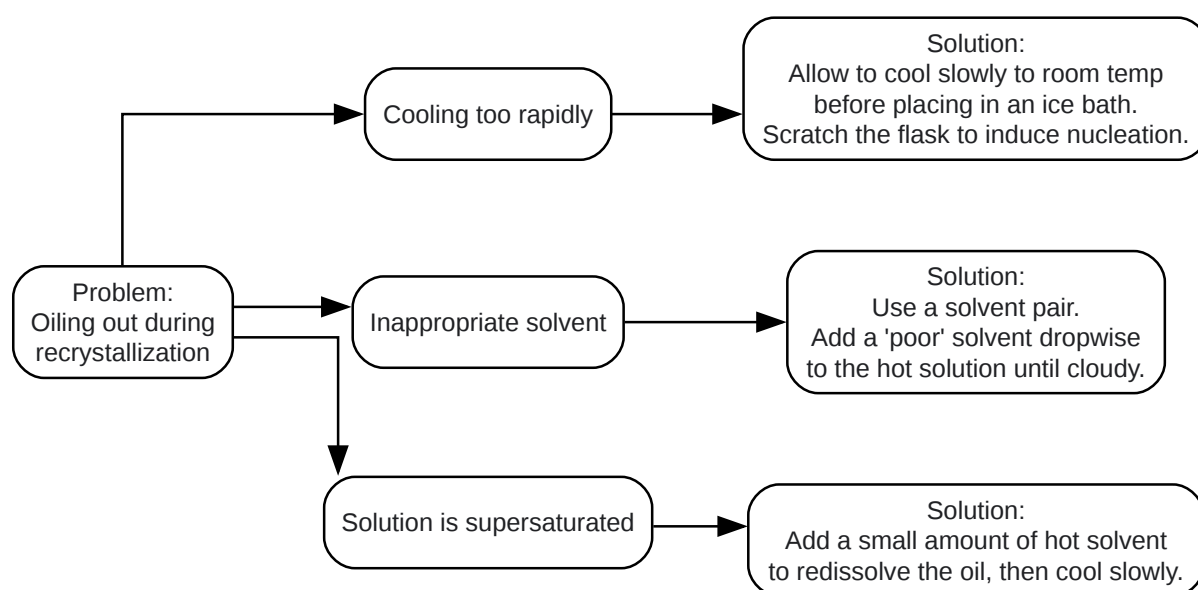 Problem:
Oiling out during
recrystallization
Cooling too rapidly
Solution:
Allow to cool slowly to room temp
before placing in an ice bath.
Scratch the flask to induce nucleation.
Inappropriate solvent
Solution:
Use a solvent pair.
Add a 'poor' solvent dropwise
to the hot solution until cloudy.
Solution is supersaturated
Solution:
Add a small amount of hot solvent
to redissolve the oil, then cool slowly.